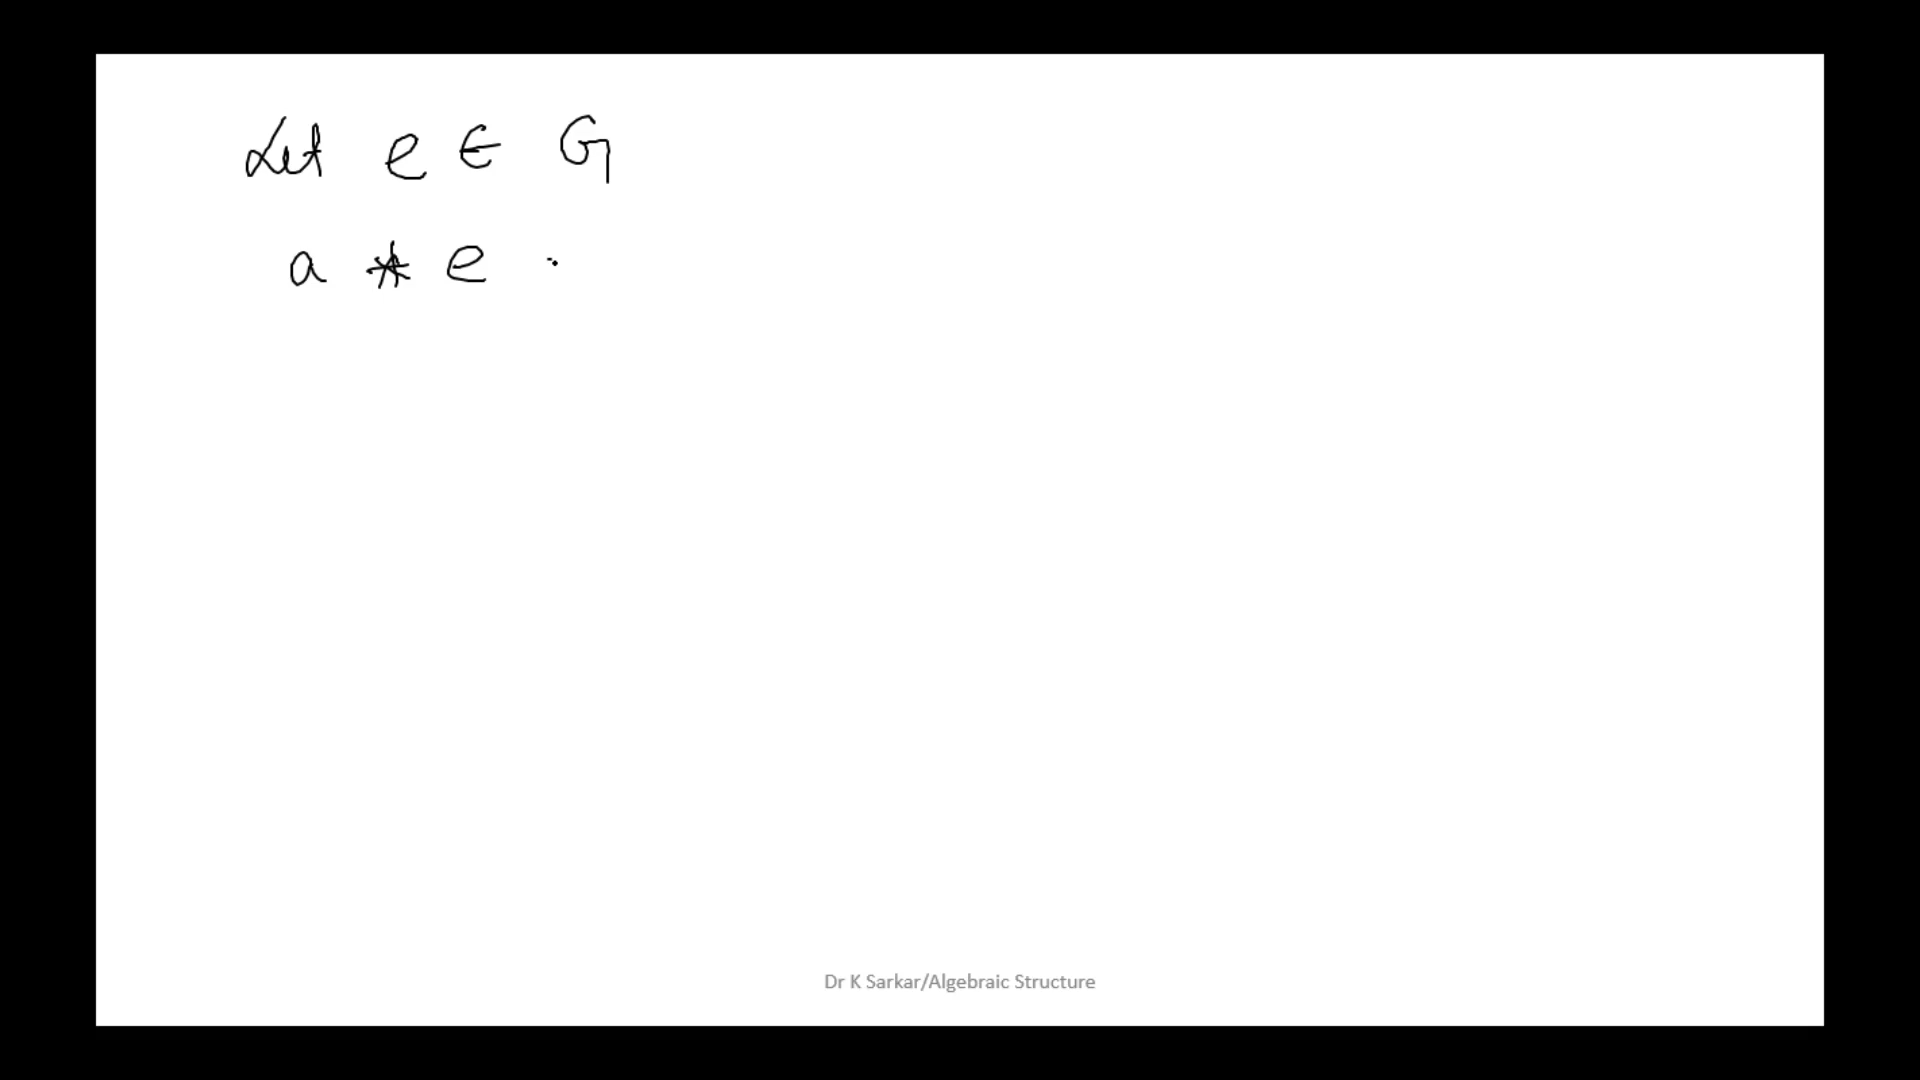 Let e ∈ G
a * e
Dr K Sarkar/Algebraic Structure